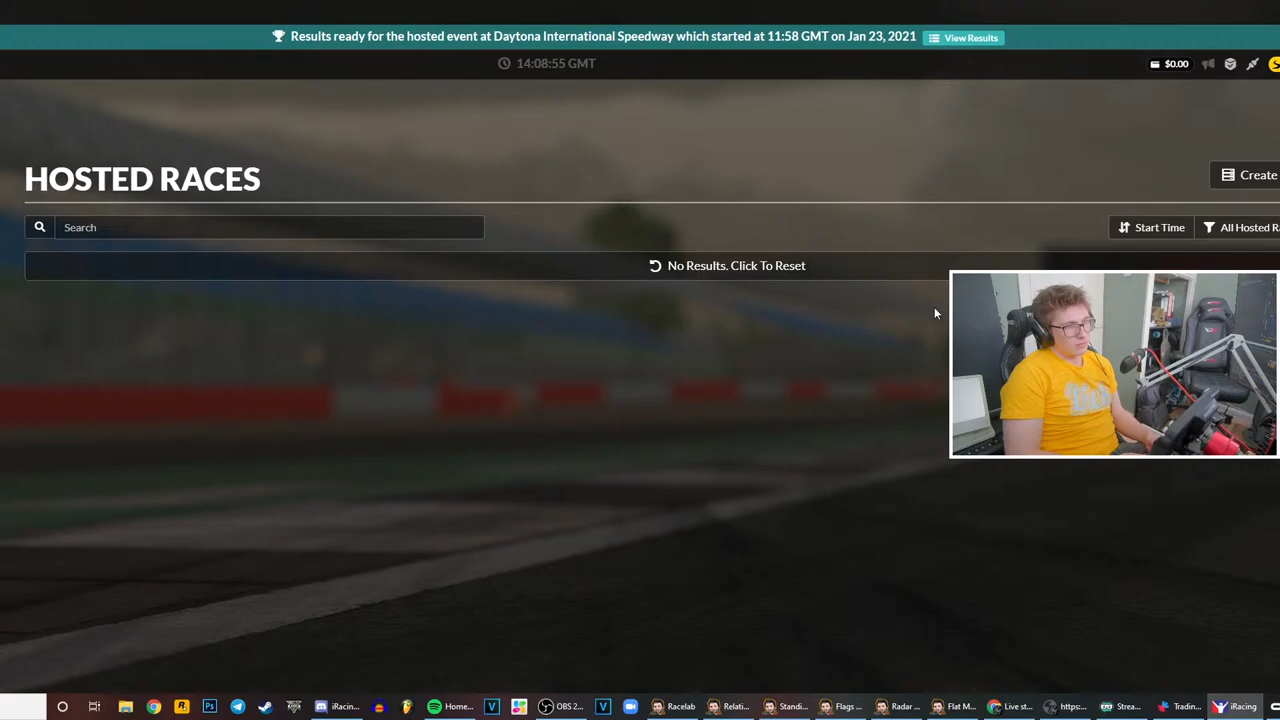 Results ready for the hosted event at Daytona International Speedway which started at 11:58 GMT on Jan 23, 2021 View Results
14:08:55 GMT
$0.00
HOSTED RACES
Create
Search
Start Time
All Hosted Ra
No Results. Click To Reset
iRacin...
Home...
OBS 2...
Racelab
Relati...
Standi...
Flags ...
Radar ...
Flat M...
Live st...
https:...
Strea...
Tradin...
iRacing